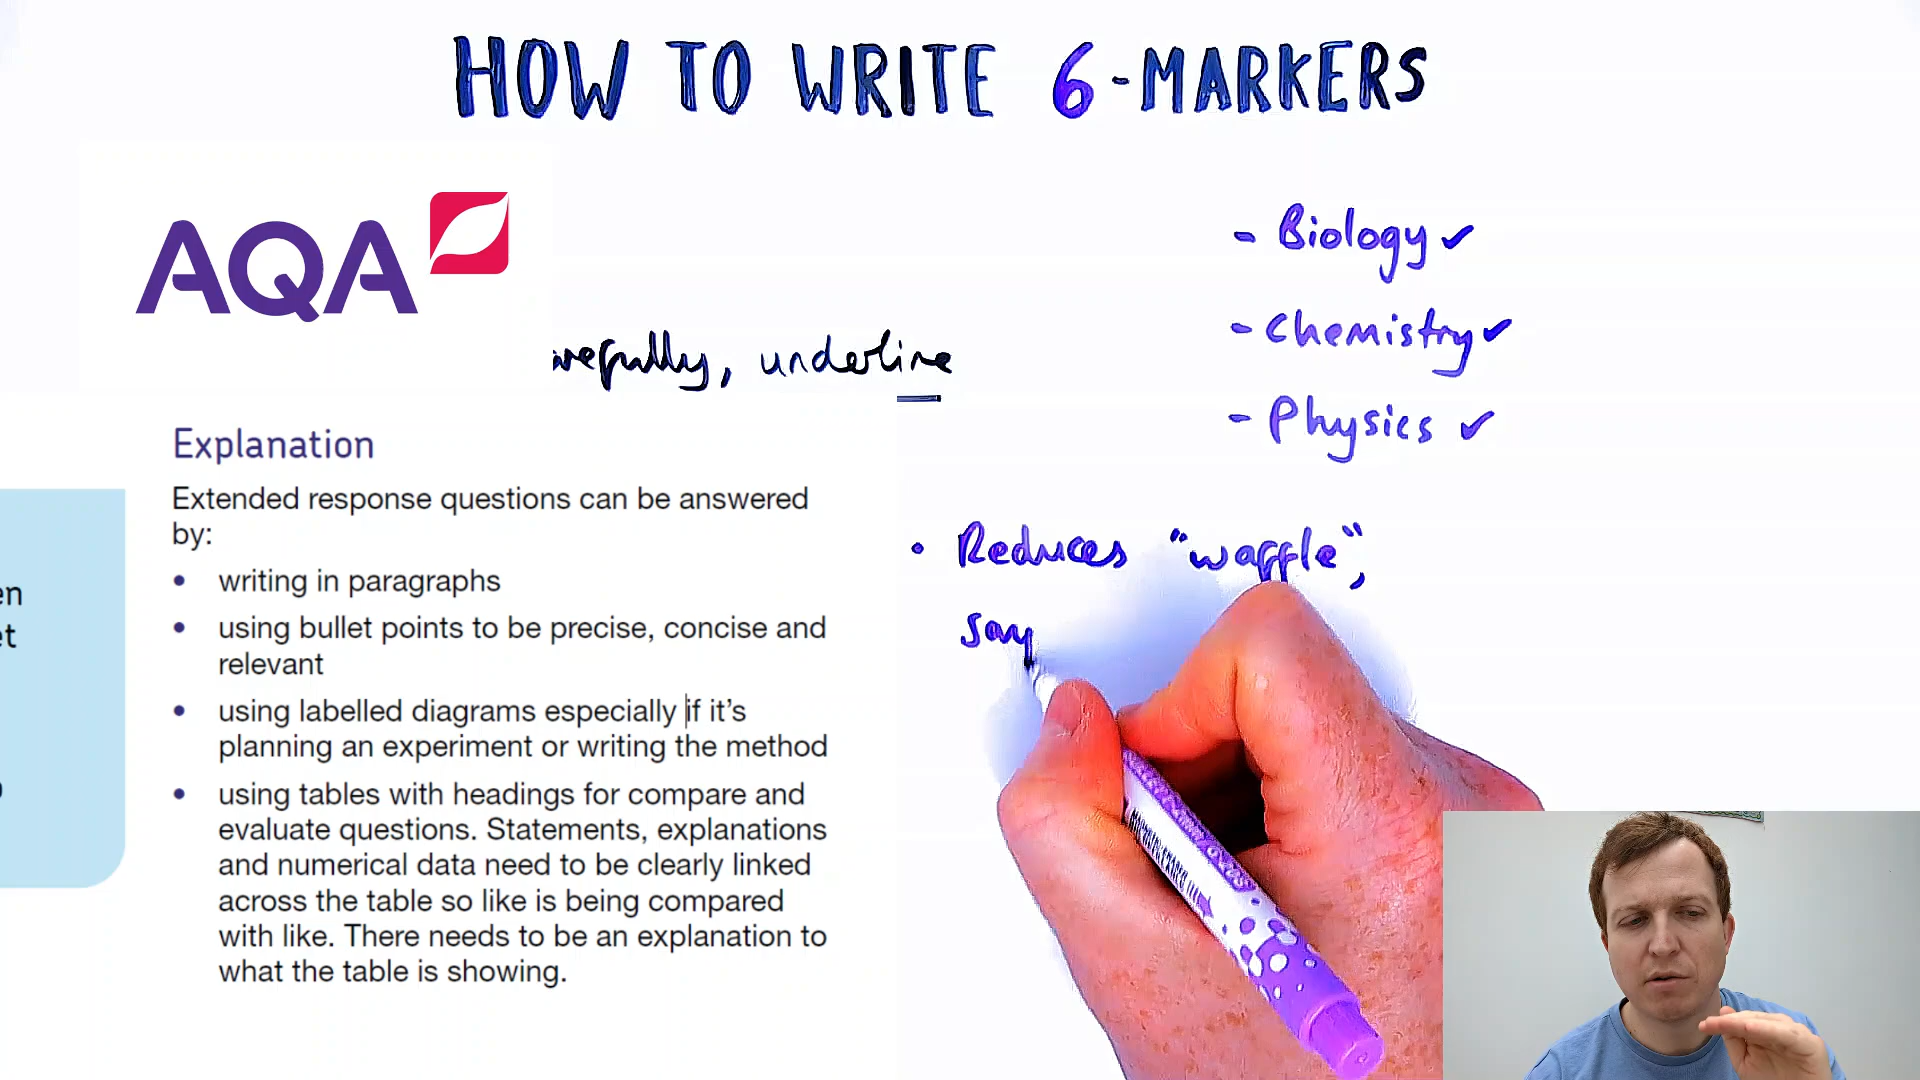 HOW TO WRITE 6-MARKERS
AQA
- Biology ✓
- Chemistry ✓
- Physics ✓
underline
Explanation
Extended response questions can be answered
by:
• writing in paragraphs
• using bullet points to be precise, concise and
relevant
• using labelled diagrams especially if it's
planning an experiment or writing the method
• using tables with headings for compare and
evaluate questions. Statements, explanations
and numerical data need to be clearly linked
across the table so like is being compared
with like. There needs to be an explanation to
what the table is showing.
• Reduces "waffle",
say